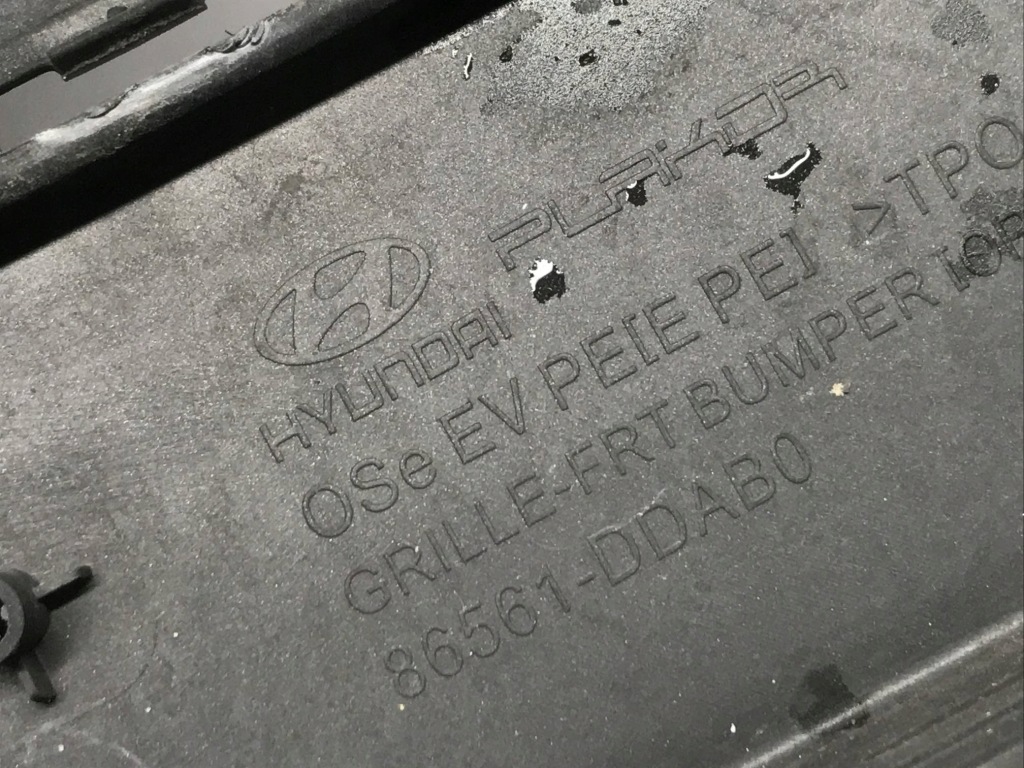 PLAKOR
HYUNDAI
OSe EV PE[E PE] >TPO
GRILLE-FRT BUMPER
86561-DDAB0